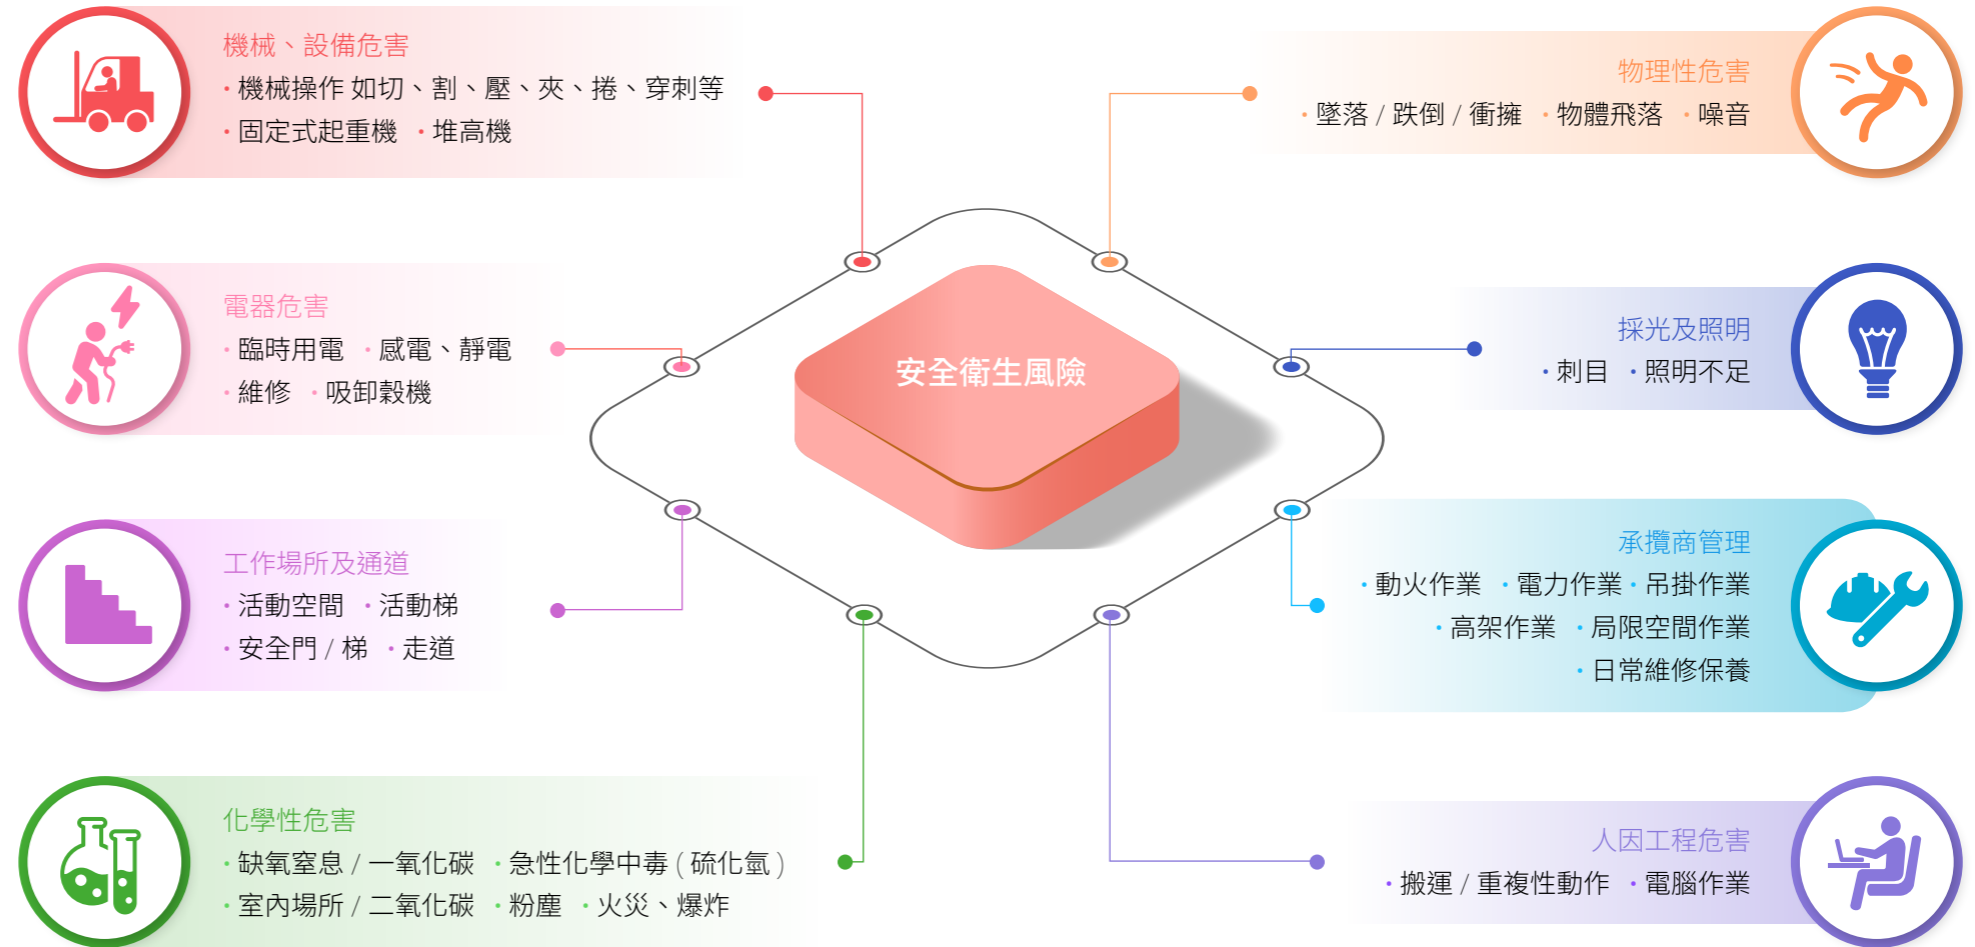 機械、設備危害
・機械操作 如切、割、壓、夾、捲、穿刺等
・固定式起重機 ・堆高機
電器危害
・臨時用電 ・感電、靜電
・維修 ・吸卸穀機
工作場所及通道
・活動空間 ・活動梯
・安全門 / 梯 ・走道
化學性危害
・缺氧窒息 / 一氧化碳 ・急性化學中毒 ( 硫化氫 )
・室內場所 / 二氧化碳 ・粉塵 ・火災、爆炸
安全衛生風險
物理性危害
・墜落 / 跌倒 / 衝擁 ・物體飛落 ・噪音
採光及照明
・刺目 ・照明不足
承攬商管理
・動火作業 ・電力作業・吊掛作業
・高架作業 ・局限空間作業
・日常維修保養
人因工程危害
・搬運 / 重複性動作 ・電腦作業